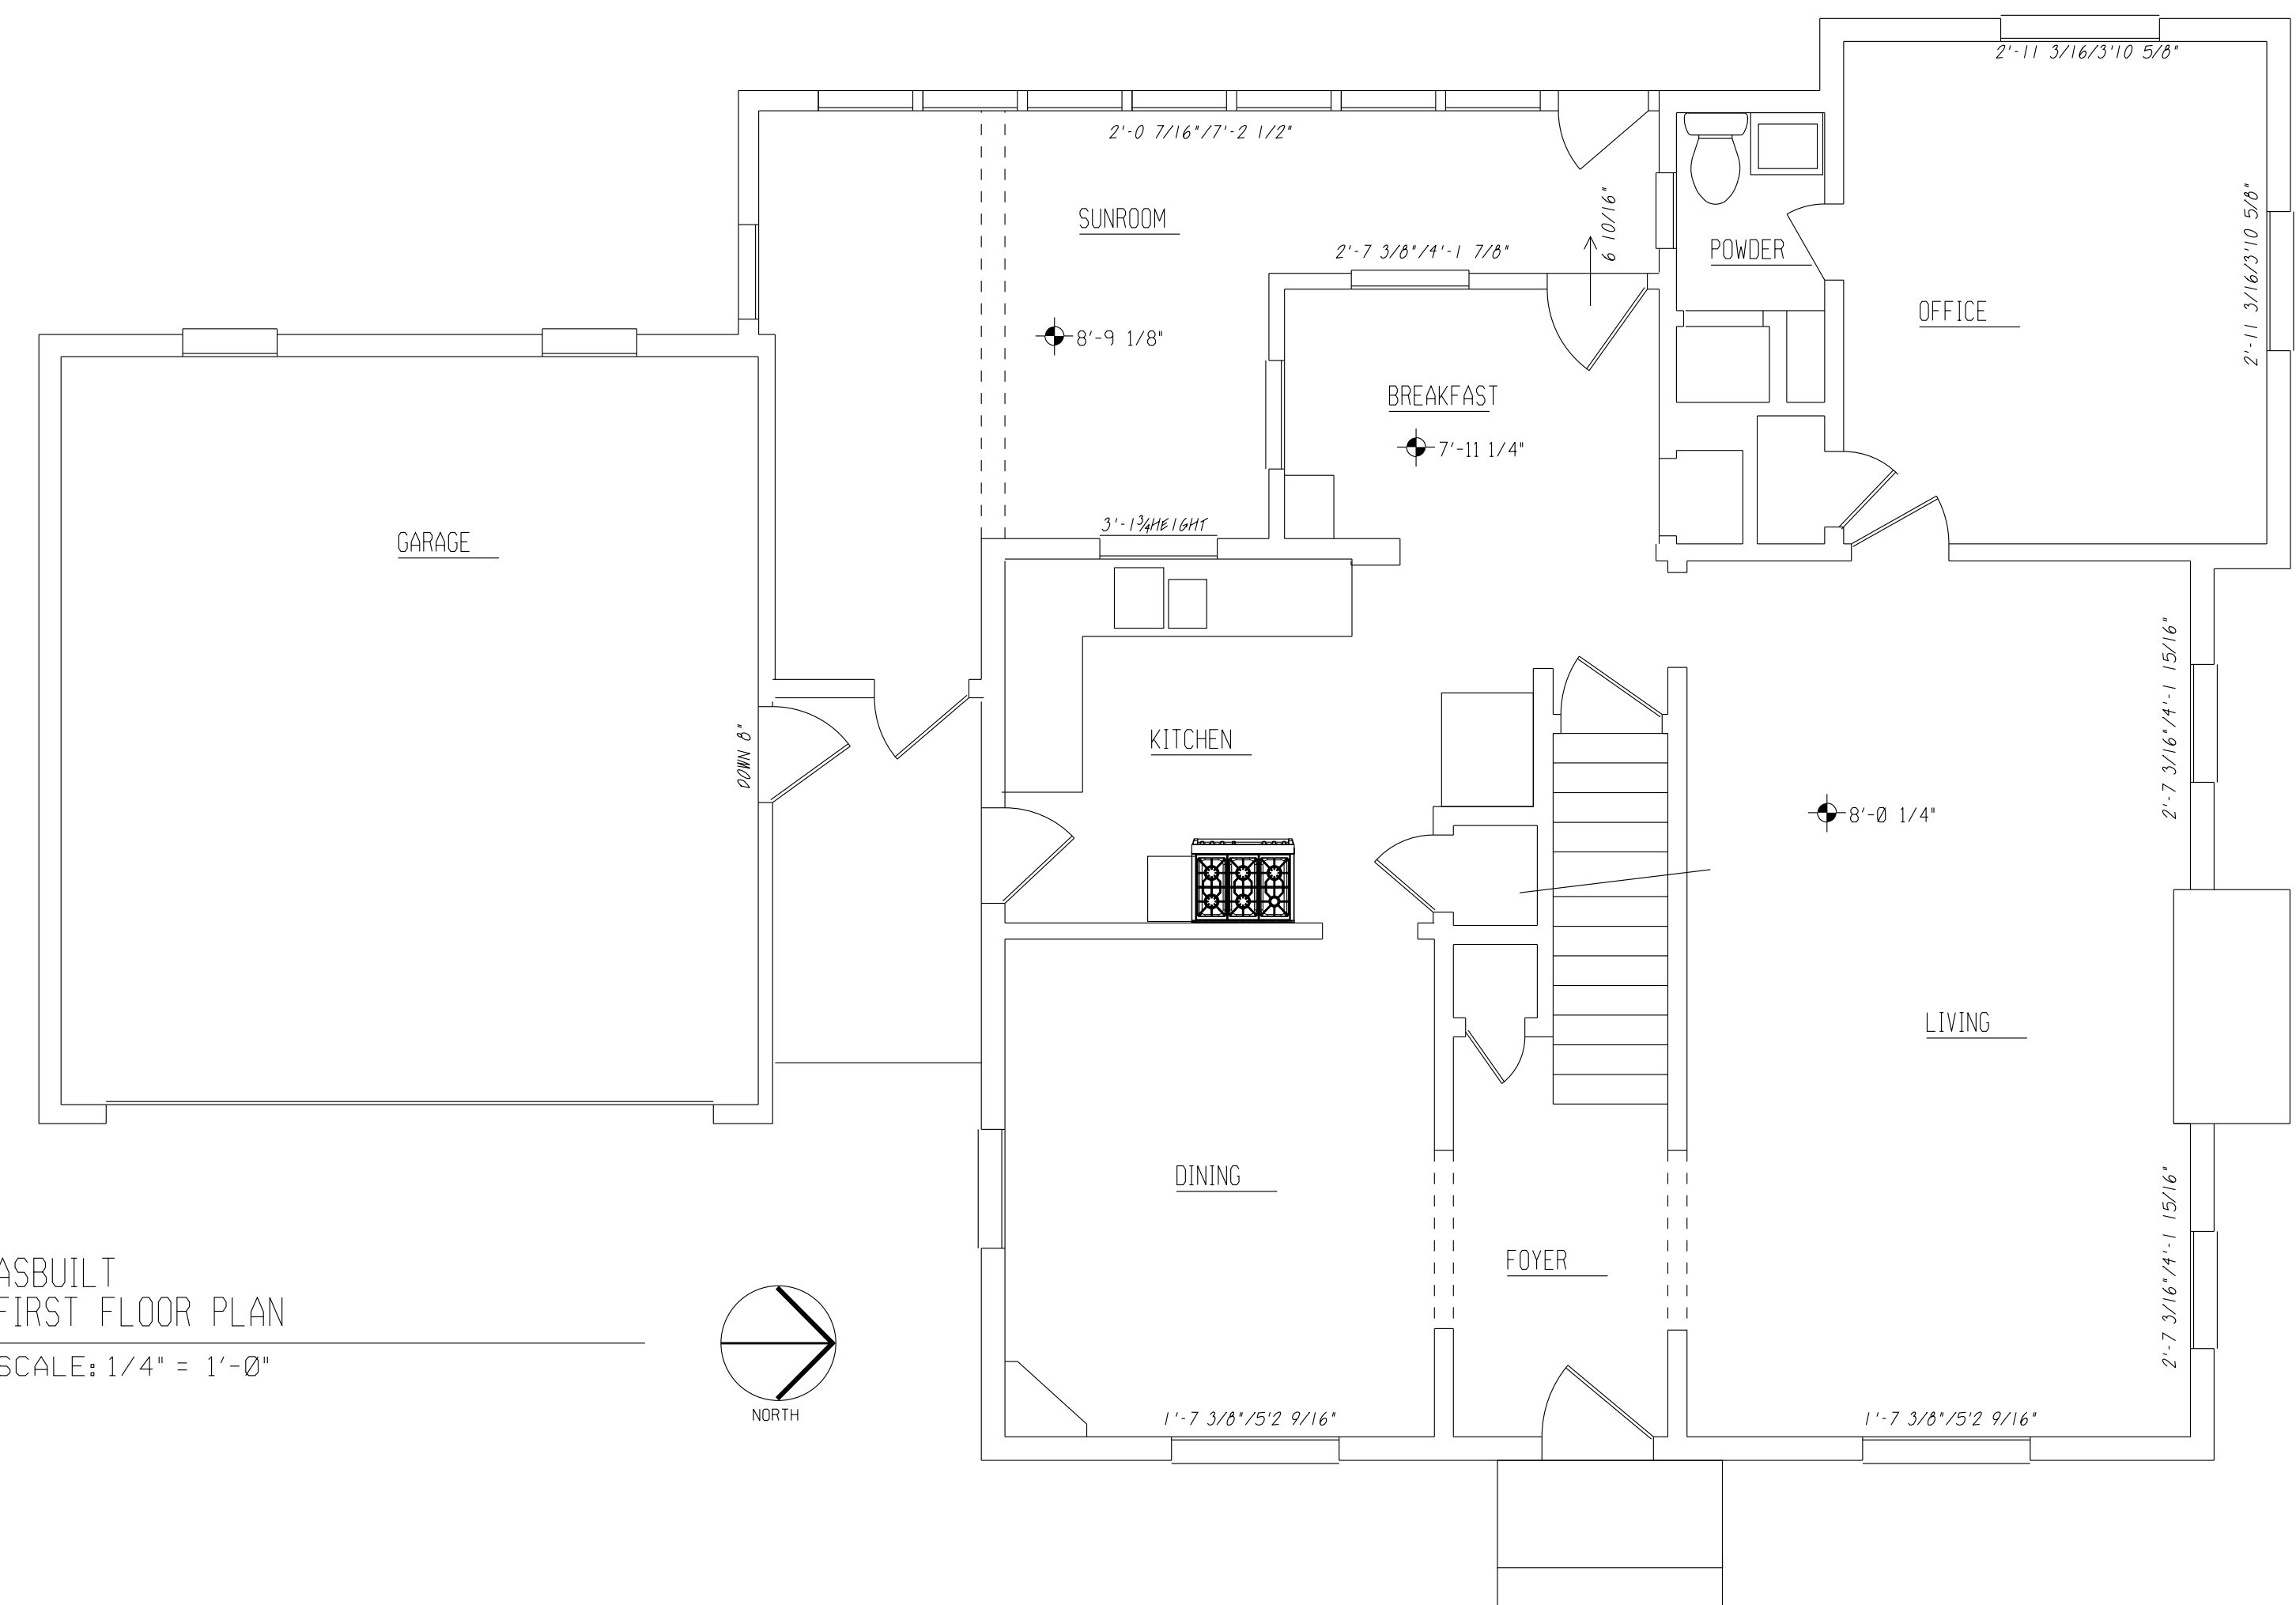 2'-11 3/16/3'10 5/8"
2'-0 7/16"/7'-2 1/2"
SUNROOM
6 10/16"
2'-7 3/8"/4'-1 7/8"
POWDER
2'-11 3/16/3'10 5/8"
OFFICE
8'-9 1/8"
BREAKFAST
7'-11 1/4"
3'-1 3/4HEIGHT
GARAGE
2'-7 3/16"/4'-1 15/16"
KITCHEN
DOWN 8"
8'-0 1/4"
LIVING
DINING
2'-7 3/16"/4'-1 15/16"
FOYER
ASBUILT
FIRST FLOOR PLAN
SCALE: 1/4" = 1'-0"
NORTH
1'-7 3/8"/5'2 9/16"
1'-7 3/8"/5'2 9/16"